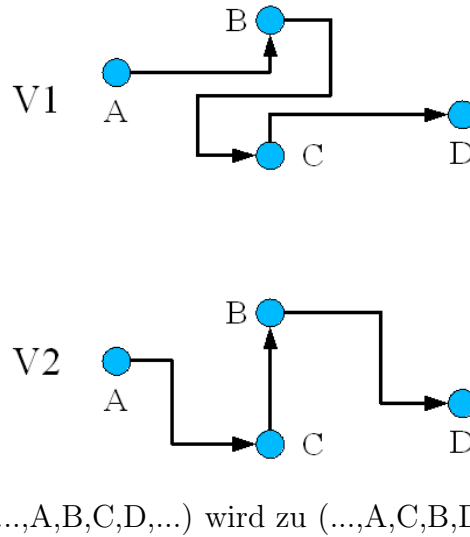 B
V1
A
C
D
B
V2
A
C
D
...,A,B,C,D,...) wird zu (...,A,C,B,D